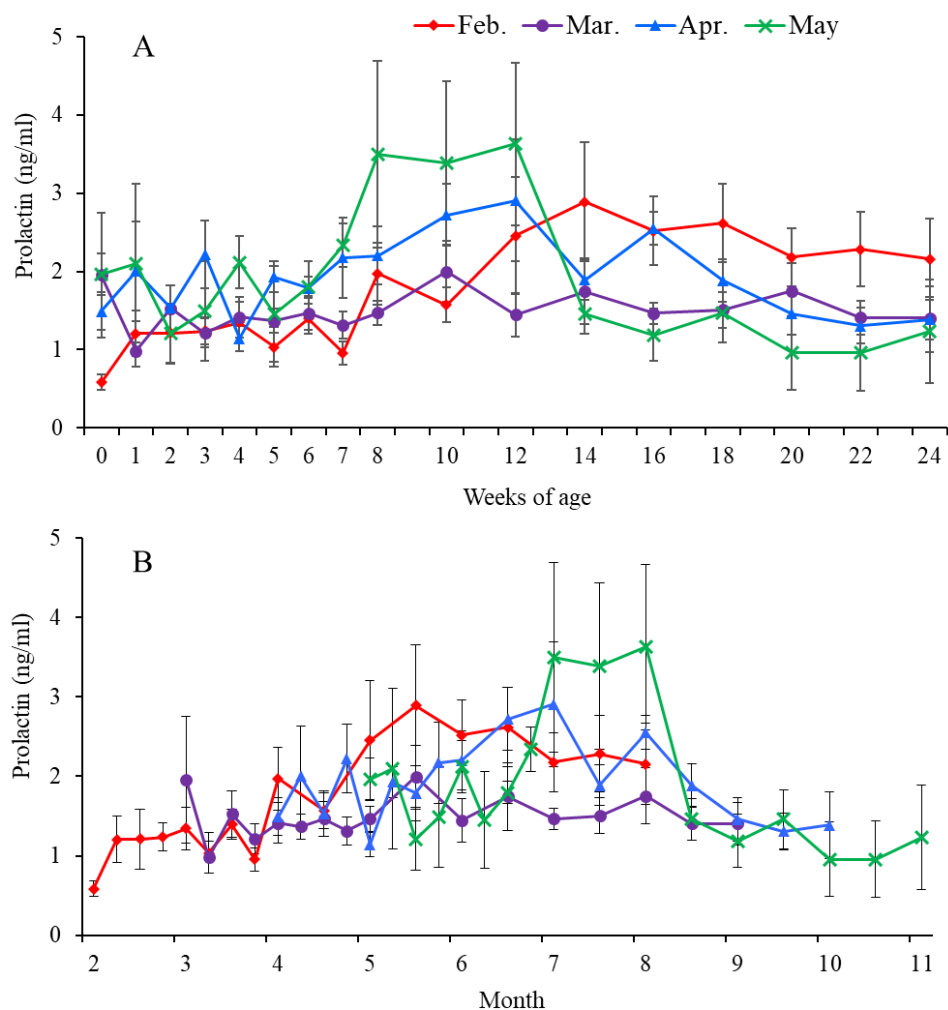 Feb. Mar. Apr. May
A
5
4
3
2
1
0
Prolactin (ng/ml)
0 1 2 3 4 5 6 7 8 10 12 14 16 18 20 22 24
Weeks of age
B
5
4
3
2
1
0
Prolactin (ng/ml)
2 3 4 5 6 7 8 9 10 11
Month